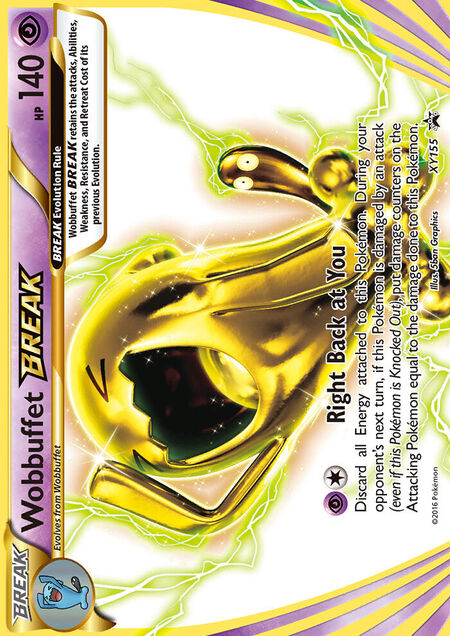 BREAK
Wobbuffet BREAK HP 140
Evolves from Wobbuffet
BREAK Evolution Rule
Wobbuffet BREAK retains the attacks, Abilities,
Weakness, Resistance, and Retreat Cost of Its
previous Evolution.
Right Back at You
Discard all Energy attached to this Pokémon. During your
opponent's next turn, if this Pokémon is damaged by an attack
(even if this Pokémon is Knocked Out), put damage counters on the
Attacking Pokémon equal to the damage done to this Pokémon.
©2016 Pokémon
Illus. 5ban Graphics
XY155